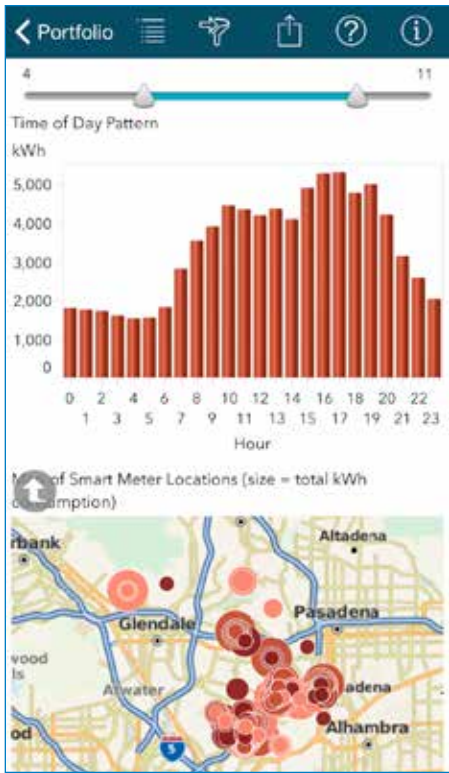 Portfolio
4 11
Time of Day Pattern
kWh
5,000
4,000
3,000
2,000
1,000
0
0 2 4 6 8 10 12 14 16 18 20 22
1 3 5 7 9 11 13 15 17 19 21 23
Hour
of Smart Meter Locations (size = total kWh
Altadena
rbank
Glendale
Pasadena
wood
ls
Atwater
adena
od
5
Alhambra